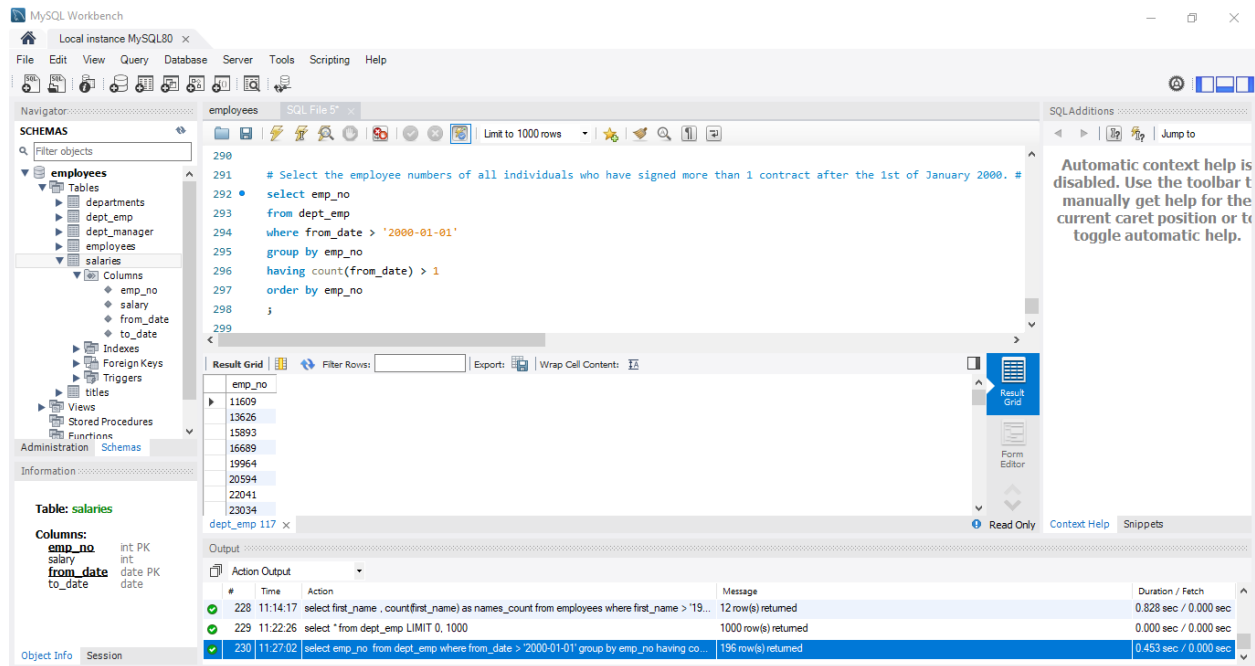 MySQL Workbench
Local instance MySQL80
File Edit View Query Database Server Tools Scripting Help
Navigator
SCHEMAS
Filter objects
employees
Tables
departments
dept_emp
dept_manager
employees
salaries
Columns
emp_no
salary
from_date
to_date
Indexes
Foreign Keys
Triggers
titles
Views
Stored Procedures
Functions
Administration Schemas
Information
Table: salaries
Columns:
emp_no int PK
salary int
from_date date PK
to_date date
Object Info Session
employees SQL File 5*
Limit to 1000 rows
290
291 # Select the employee numbers of all individuals who have signed more than 1 contract after the 1st of January 2000. #
292 select emp_no
293 from dept_emp
294 where from_date > '2000-01-01'
295 group by emp_no
296 having count(from_date) > 1
297 order by emp_no
298 ;
299
Result Grid Filter Rows: Export: Wrap Cell Content:
emp_no
11609
13626
15893
16689
19964
20594
22041
23034
Result Grid
Form Editor
dept_emp 117
Read Only
SQLAdditions
Jump to
Automatic context help is
disabled. Use the toolbar t
manually get help for the
current caret position or to
toggle automatic help.
Context Help Snippets
Output
Action Output
# Time Action Message Duration / Fetch
228 11:14:17 select first_name , count(first_name) as names_count from employees where first_name > '19... 12 row(s) returned 0.828 sec / 0.000 sec
229 11:22:26 select * from dept_emp LIMIT 0, 1000 1000 row(s) returned 0.000 sec / 0.000 sec
230 11:27:02 select emp_no from dept_emp where from_date > '2000-01-01' group by emp_no having co... 196 row(s) returned 0.453 sec / 0.000 sec